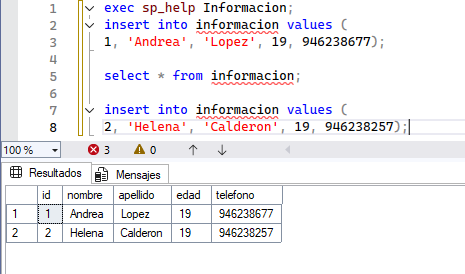 1 exec sp_help Informacion;
2 insert into informacion values (
3 1, 'Andrea', 'Lopez', 19, 946238677);
4
5 select * from informacion;
6
7 insert into informacion values (
8 2, 'Helena', 'Calderon', 19, 946238257);
100 % 3 0
Resultados Mensajes
id nombre apellido edad telefono
1 1 Andrea Lopez 19 946238677
2 2 Helena Calderon 19 946238257